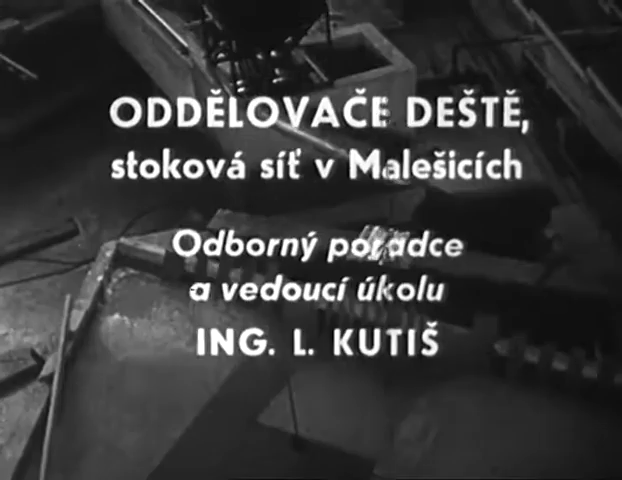 ODDĚLOVAČE DEŠTĚ,
stoková síť v Malešicích
Odborný poradce
a vedoucí úkolu
ING. L. KUTIŠ